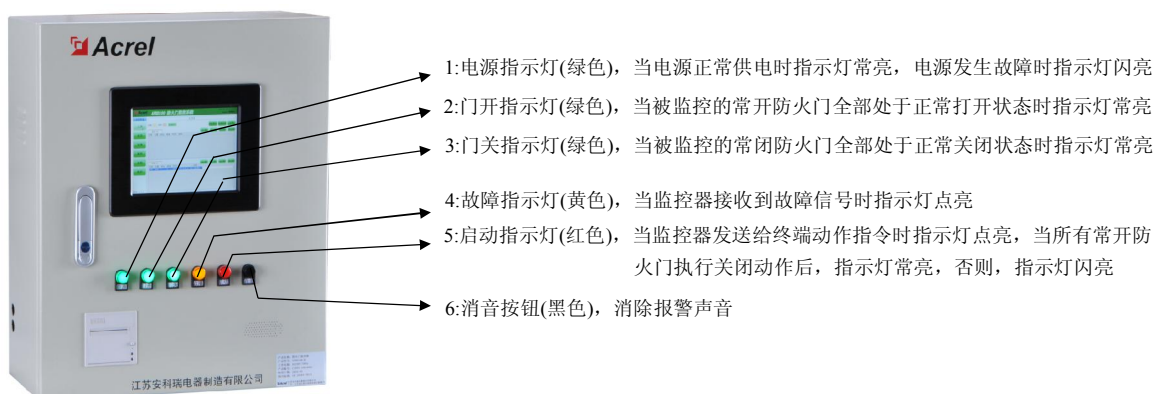 Acrel
1:电源指示灯(绿色)，当电源正常供电时指示灯常亮，电源发生故障时指示灯闪亮
2:门开指示灯(绿色)，当被监控的常开防火门全部处于正常打开状态时指示灯常亮
3:门关指示灯(绿色)，当被监控的常闭防火门全部处于正常关闭状态时指示灯常亮
4:故障指示灯(黄色)，当监控器接收到故障信号时指示灯点亮
5:启动指示灯(红色)，当监控器发送给终端动作指令时指示灯点亮，当所有常开防
火门执行关闭动作后，指示灯常亮，否则，指示灯闪亮
6:消音按钮(黑色)，消除报警声音
江苏安科瑞电器制造有限公司